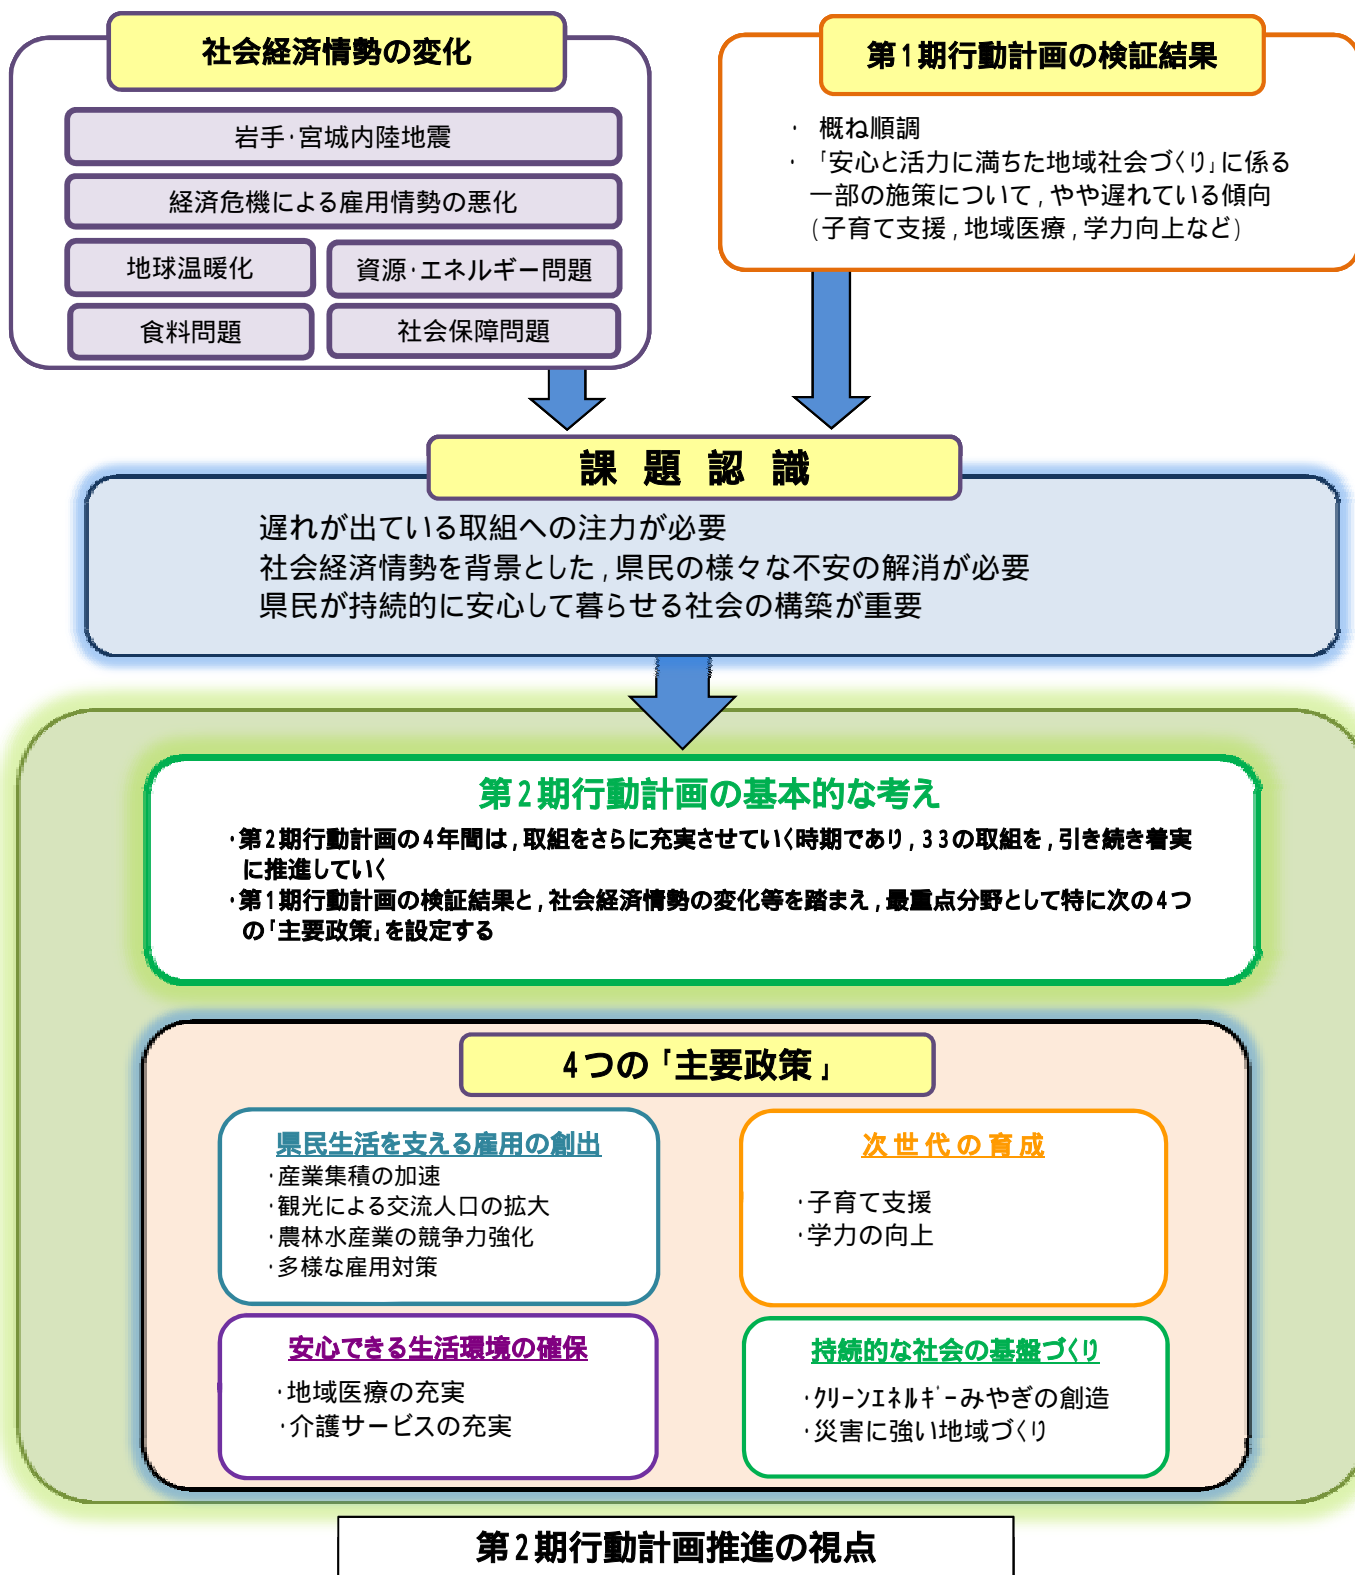 社会経済情勢の変化
岩手・宮城内陸地震
経済危機による雇用情勢の悪化
地球温暖化
資源・エネルギー問題
食料問題
社会保障問題
第1期行動計画の検証結果
・ 概ね順調
・ 「安心と活力に満ちた地域社会づくり」に係る
一部の施策について,やや遅れている傾向
(子育て支援,地域医療,学力向上など)
課題認識
遅れが出ている取組への注力が必要
社会経済情勢を背景とした,県民の様々な不安の解消が必要
県民が持続的に安心して暮らせる社会の構築が重要
第2期行動計画の基本的な考え
・第2期行動計画の4年間は,取組をさらに充実させていく時期であり,33の取組を,引き続き着実
に推進していく
・第1期行動計画の検証結果と,社会経済情勢の変化等を踏まえ,最重点分野として特に次の4つ
の「主要政策」を設定する
4つの「主要政策」
県民生活を支える雇用の創出
・産業集積の加速
・観光による交流人口の拡大
・農林水産業の競争力強化
・多様な雇用対策
次世代の育成
・子育て支援
・学力の向上
安心できる生活環境の確保
・地域医療の充実
・介護サービスの充実
持続的な社会の基盤づくり
・クリーンエネルギーみやぎの創造
・災害に強い地域づくり
第2期行動計画推進の視点